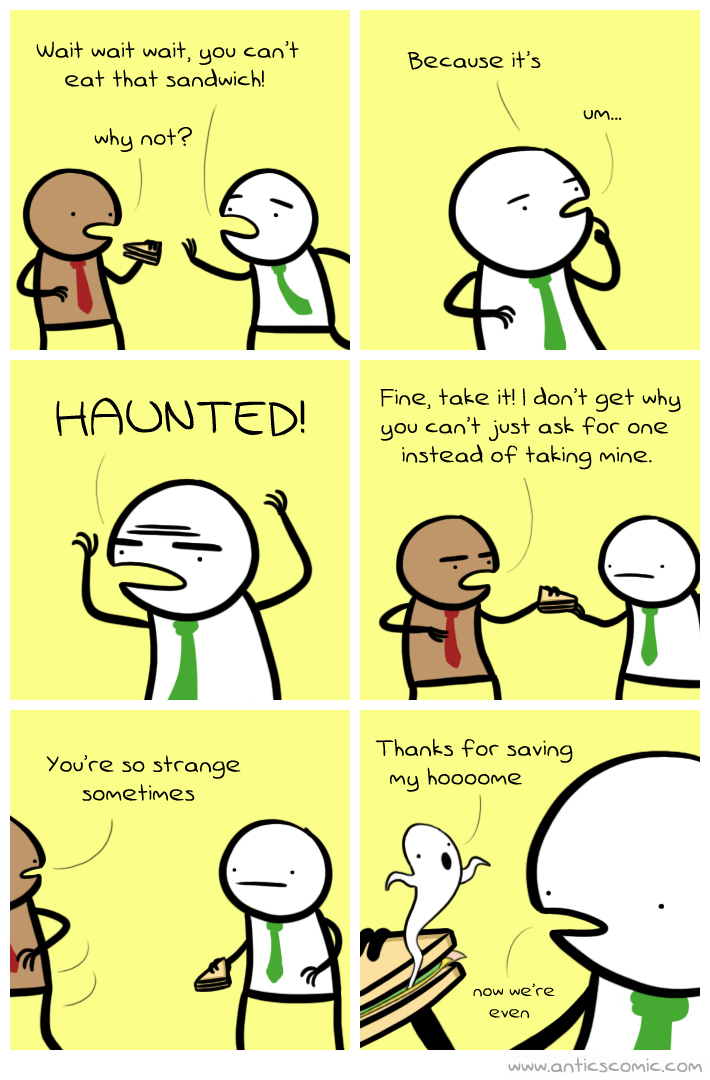 Wait wait wait, you can't
eat that sandwich!
why not?
Because it's
um...
HAUNTED!
Fine, take it! I don't get why
you can't just ask for one
instead of taking mine.
You're so strange
sometimes
Thanks for saving
my hoooome
now we're
even
www.anticscomic.com